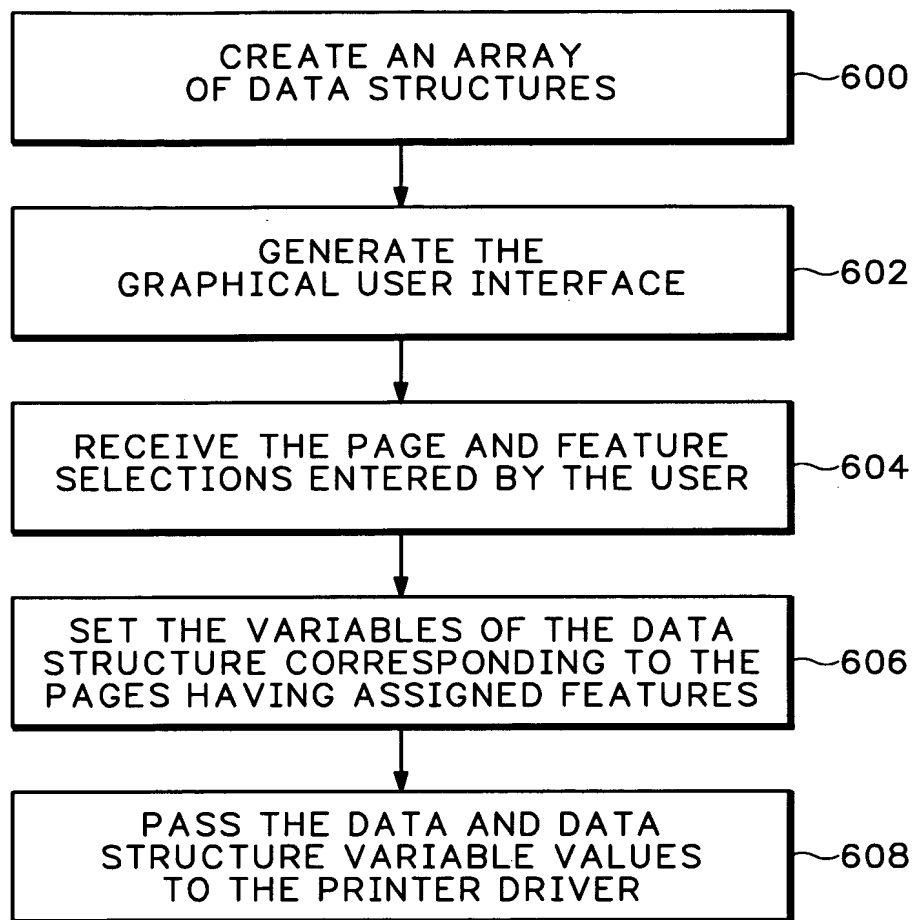 CREATE AN ARRAY
OF DATA STRUCTURES
600
GENERATE THE
GRAPHICAL USER INTERFACE
602
RECEIVE THE PAGE AND FEATURE
SELECTIONS ENTERED BY THE USER
604
SET THE VARIABLES OF THE DATA
STRUCTURE CORRESPONDING TO THE
PAGES HAVING ASSIGNED FEATURES
606
PASS THE DATA AND DATA
STRUCTURE VARIABLE VALUES
TO THE PRINTER DRIVER
608